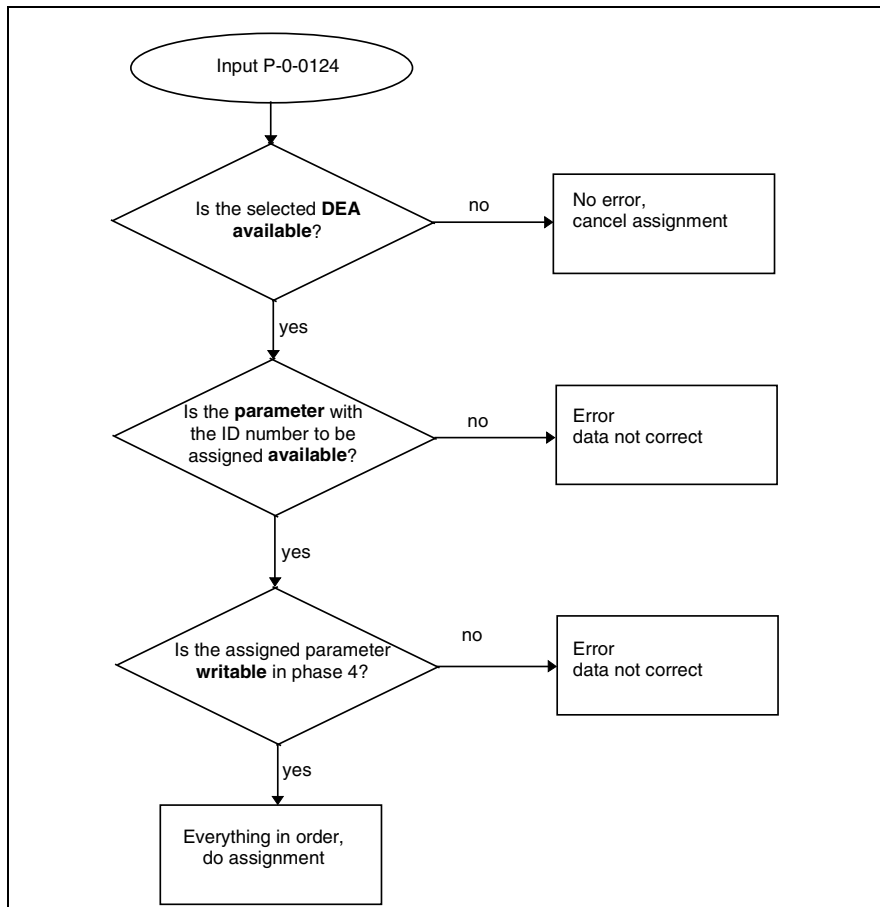 Input P-0-0124
Is the selected DEA
available?
no
No error,
cancel assignment
yes
Is the parameter with
the ID number to be
assigned available?
no
Error
data not correct
yes
Is the assigned parameter
writable in phase 4?
no
Error
data not correct
yes
Everything in order,
do assignment